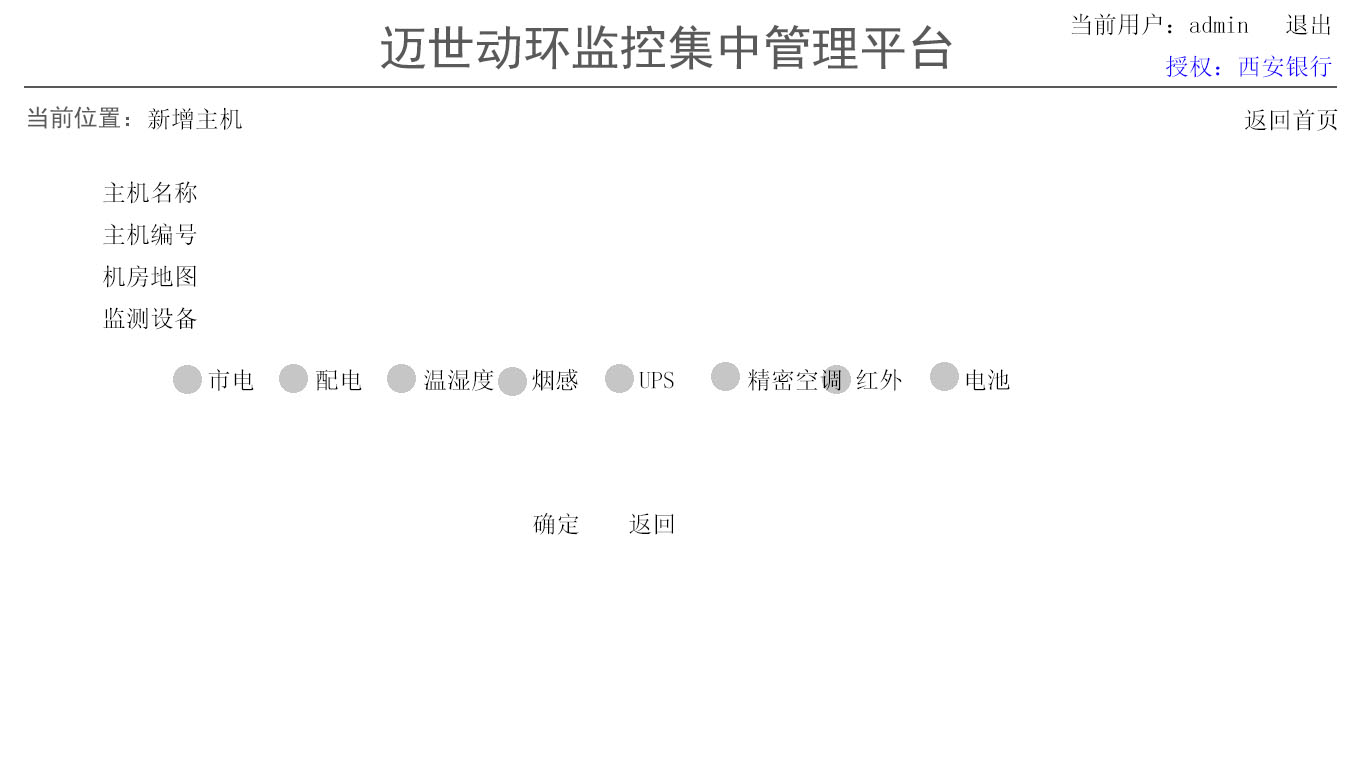 迈世动环监控集中管理平台
当前用户：admin 退出
授权：西安银行
当前位置：新增主机 返回首页
主机名称
主机编号
机房地图
监测设备
市电 配电 温湿度 烟感 UPS 精密空调 红外 电池
确定 返回